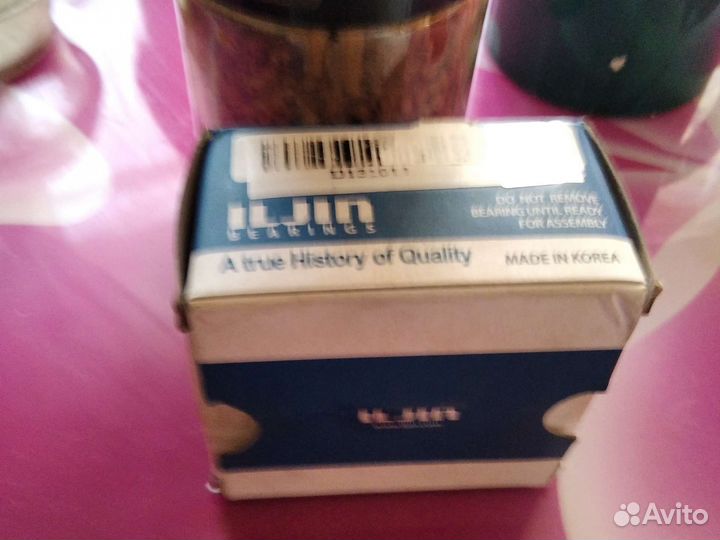 ILJIN
BEARINGS
DO NOT REMOVE
BEARING UNTIL READY
FOR ASSEMBLY
A true History of Quality
MADE IN KOREA
ILJIN
Avito